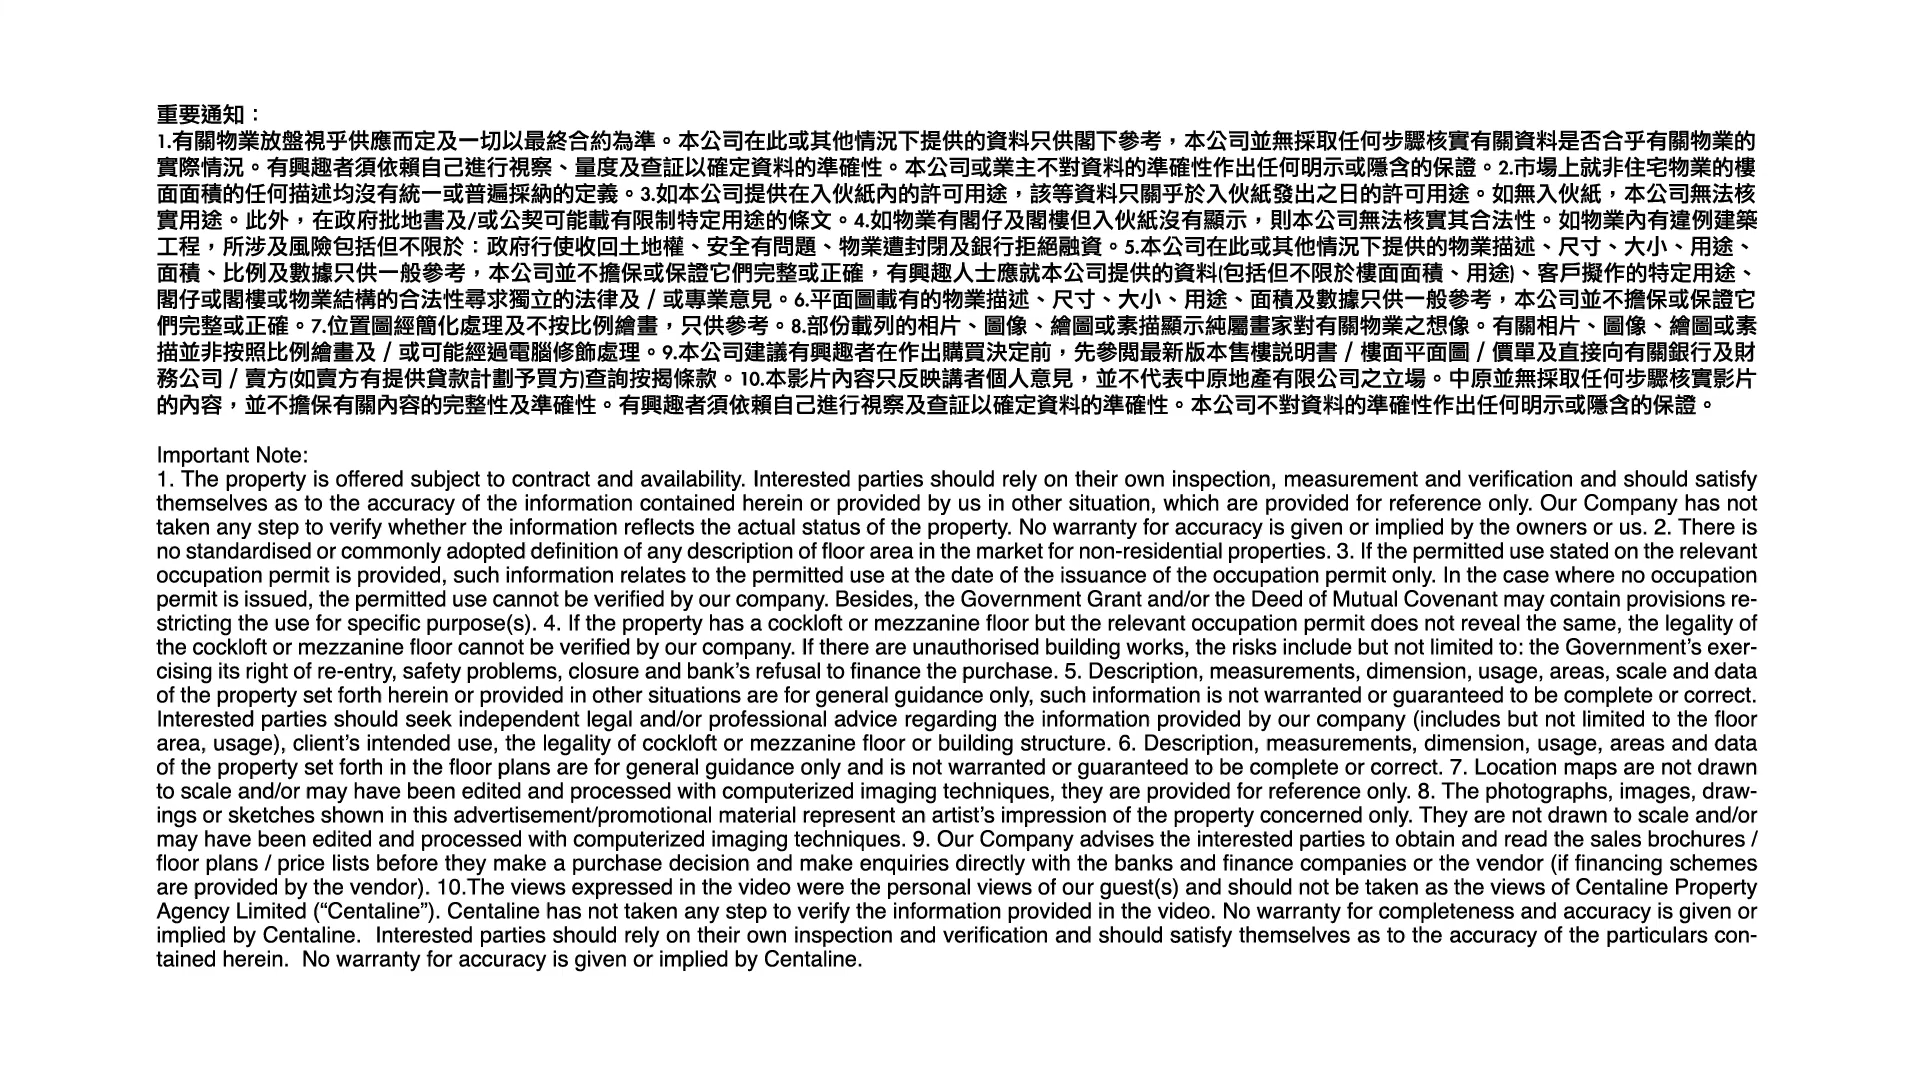 重要通知：
1.有關物業放盤視乎供應而定及一切以最終合約為準。本公司在此或其他情況下提供的資料只供閣下參考，本公司並無採取任何步驟核實有關資料是否合乎有關物業的
實際情況。有興趣者須依賴自己進行視察、量度及查証以確定資料的準確性。本公司或業主不對資料的準確性作出任何明示或隱含的保證。2.市場上就非住宅物業的樓
面面積的任何描述均沒有統一或普遍採納的定義。3.如本公司提供在入伙紙內的許可用途，該等資料只關乎於入伙紙發出之日的許可用途。如無入伙紙，本公司無法核
實用途。此外，在政府批地書及/或公契可能載有限制特定用途的條文。4.如物業有閣仔及閣樓但入伙紙沒有顯示，則本公司無法核實其合法性。如物業內有違例建築
工程，所涉及風險包括但不限於：政府行使收回土地權、安全有問題、物業遭封閉及銀行拒絕融資。5.本公司在此或其他情況下提供的物業描述、尺寸、大小、用途、
面積、比例及數據只供一般參考，本公司並不擔保或保證它們完整或正確，有興趣人士應就本公司提供的資料(包括但不限於樓面面積、用途)、客戶擬作的特定用途、
閣仔或閣樓或物業結構的合法性尋求獨立的法律及 / 或專業意見。6.平面圖載有的物業描述、尺寸、大小、用途、面積及數據只供一般參考，本公司並不擔保或保證它
們完整或正確。7.位置圖經簡化處理及不按比例繪畫，只供參考。8.部份載列的相片、圖像、繪圖或素描顯示純屬畫家對有關物業之想像。有關相片、圖像、繪圖或素
描並非按照比例繪畫及 / 或可能經過電腦修飾處理。9.本公司建議有興趣者在作出購買決定前，先參閱最新版本售樓説明書 / 樓面平面圖 / 價單及直接向有關銀行及財
務公司 / 賣方(如賣方有提供貸款計劃予買方)查詢按揭條款。10.本影片內容只反映講者個人意見，並不代表中原地產有限公司之立場。中原並無採取任何步驟核實影片
的內容，並不擔保有關內容的完整性及準確性。有興趣者須依賴自己進行視察及查証以確定資料的準確性。本公司不對資料的準確性作出任何明示或隱含的保證。
Important Note:
1. The property is offered subject to contract and availability. Interested parties should rely on their own inspection, measurement and verification and should satisfy
themselves as to the accuracy of the information contained herein or provided by us in other situation, which are provided for reference only. Our Company has not
taken any step to verify whether the information reflects the actual status of the property. No warranty for accuracy is given or implied by the owners or us. 2. There is
no standardised or commonly adopted definition of any description of floor area in the market for non-residential properties. 3. If the permitted use stated on the relevant
occupation permit is provided, such information relates to the permitted use at the date of the issuance of the occupation permit only. In the case where no occupation
permit is issued, the permitted use cannot be verified by our company. Besides, the Government Grant and/or the Deed of Mutual Covenant may contain provisions re-
stricting the use for specific purpose(s). 4. If the property has a cockloft or mezzanine floor but the relevant occupation permit does not reveal the same, the legality of
the cockloft or mezzanine floor cannot be verified by our company. If there are unauthorised building works, the risks include but not limited to: the Government’s exer-
cising its right of re-entry, safety problems, closure and bank’s refusal to finance the purchase. 5. Description, measurements, dimension, usage, areas, scale and data
of the property set forth herein or provided in other situations are for general guidance only, such information is not warranted or guaranteed to be complete or correct.
Interested parties should seek independent legal and/or professional advice regarding the information provided by our company (includes but not limited to the floor
area, usage), client’s intended use, the legality of cockloft or mezzanine floor or building structure. 6. Description, measurements, dimension, usage, areas and data
of the property set forth in the floor plans are for general guidance only and is not warranted or guaranteed to be complete or correct. 7. Location maps are not drawn
to scale and/or may have been edited and processed with computerized imaging techniques, they are provided for reference only. 8. The photographs, images, draw-
ings or sketches shown in this advertisement/promotional material represent an artist’s impression of the property concerned only. They are not drawn to scale and/or
may have been edited and processed with computerized imaging techniques. 9. Our Company advises the interested parties to obtain and read the sales brochures /
floor plans / price lists before they make a purchase decision and make enquiries directly with the banks and finance companies or the vendor (if financing schemes
are provided by the vendor). 10.The views expressed in the video were the personal views of our guest(s) and should not be taken as the views of Centaline Property
Agency Limited (“Centaline”). Centaline has not taken any step to verify the information provided in the video. No warranty for completeness and accuracy is given or
implied by Centaline.  Interested parties should rely on their own inspection and verification and should satisfy themselves as to the accuracy of the particulars con-
tained herein.  No warranty for accuracy is given or implied by Centaline.